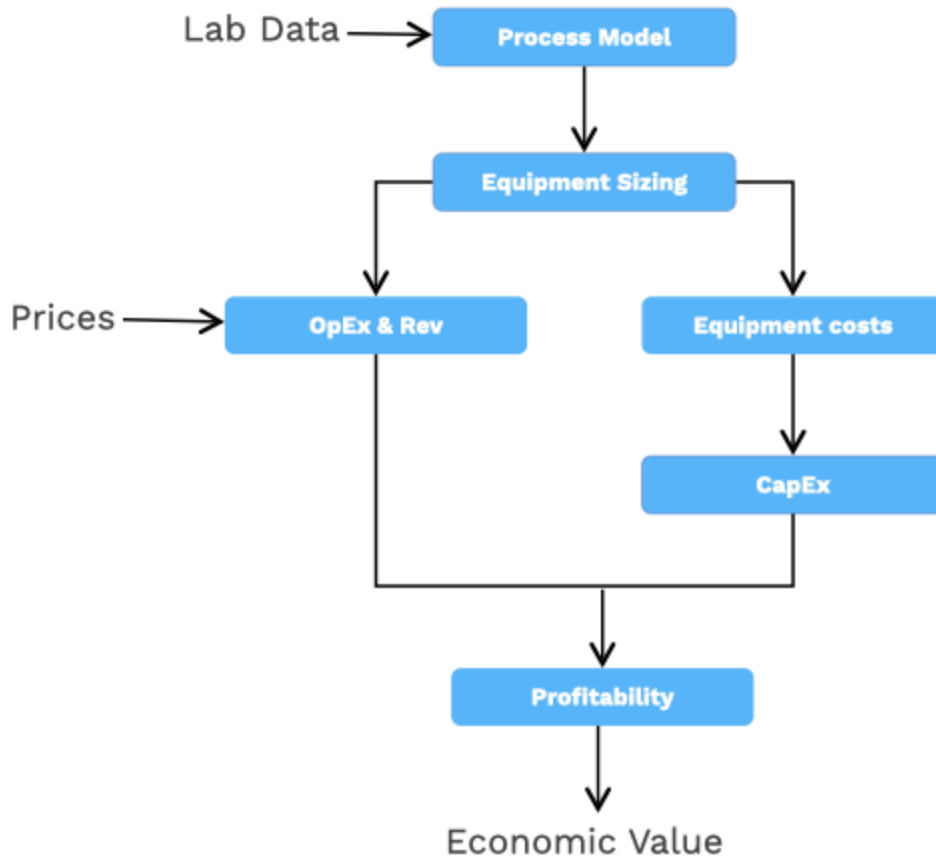 Lab Data
Process Model
Equipment Sizing
Prices
OpEx & Rev
Equipment costs
CapEx
Profitability
Economic Value